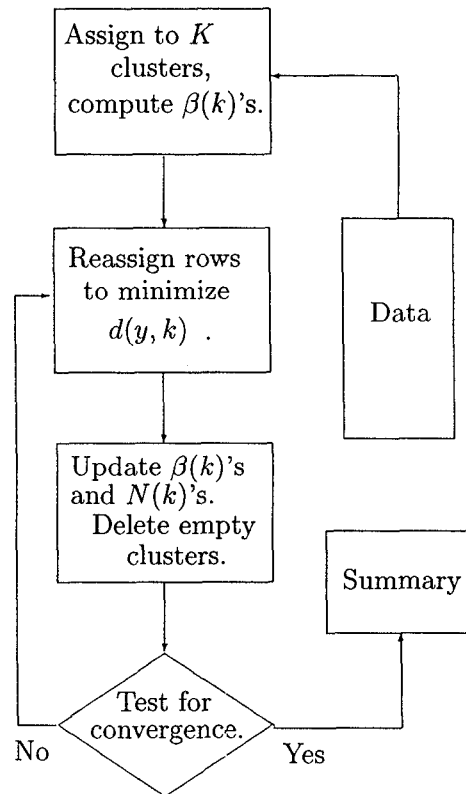 Assign to K
clusters,
compute β(k)'s.
Reassign rows
to minimize
d(y, k) .
Data
Update β(k)'s
and N(k)'s.
Delete empty
clusters.
Summary
Test for
convergence.
No
Yes